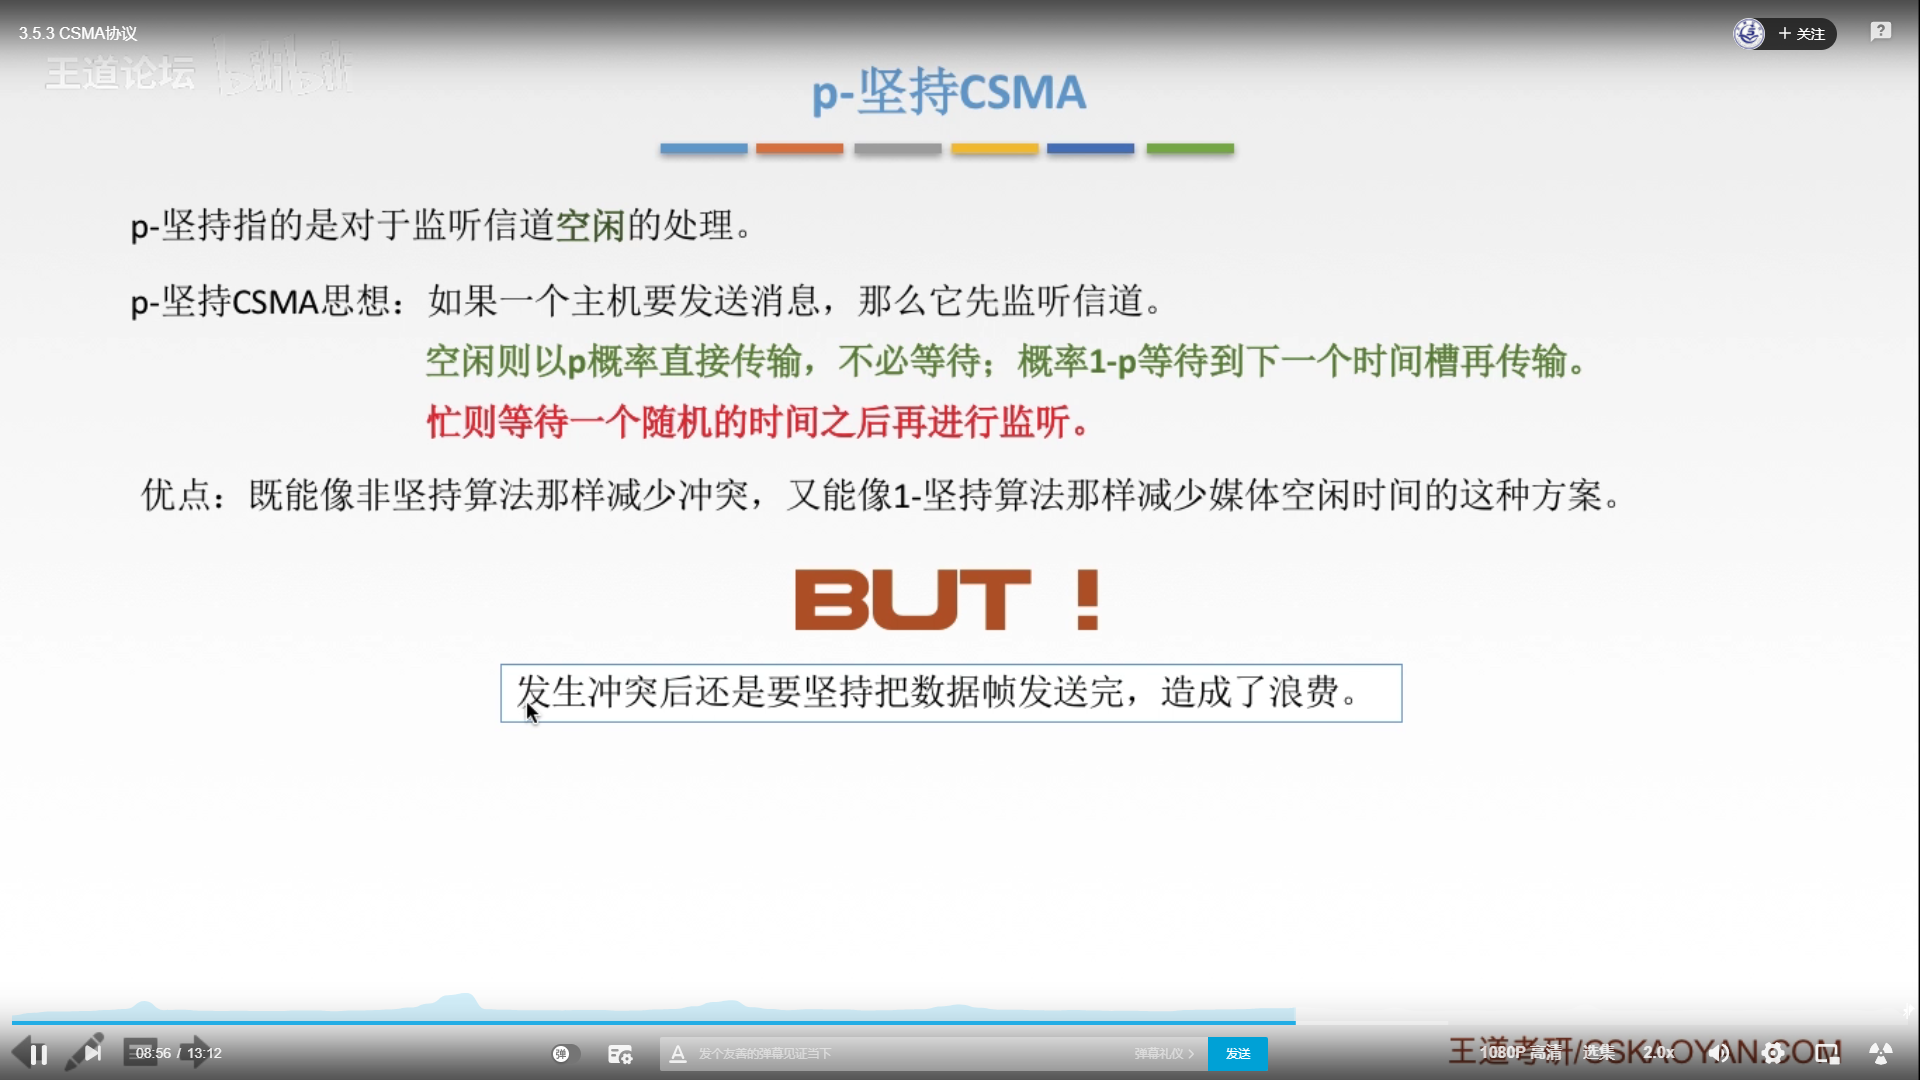 3.5.3 CSMA协议
+ 关注
王道论坛 bilibili
p-坚持CSMA
p-坚持指的是对于监听信道空闲的处理。
p-坚持CSMA思想：如果一个主机要发送消息，那么它先监听信道。
空闲则以p概率直接传输，不必等待；概率1-p等待到下一个时间槽再传输。
忙则等待一个随机的时间之后再进行监听。
优点：既能像非坚持算法那样减少冲突，又能像1-坚持算法那样减少媒体空闲时间的这种方案。
BUT！
发生冲突后还是要坚持把数据帧发送完，造成了浪费。
08:56 / 13:12
弹
发个友善的弹幕见证当下
弹幕礼仪 >
发送
1080P 高清
选集
2.0x
王道考研/CSKAOYAN.COM